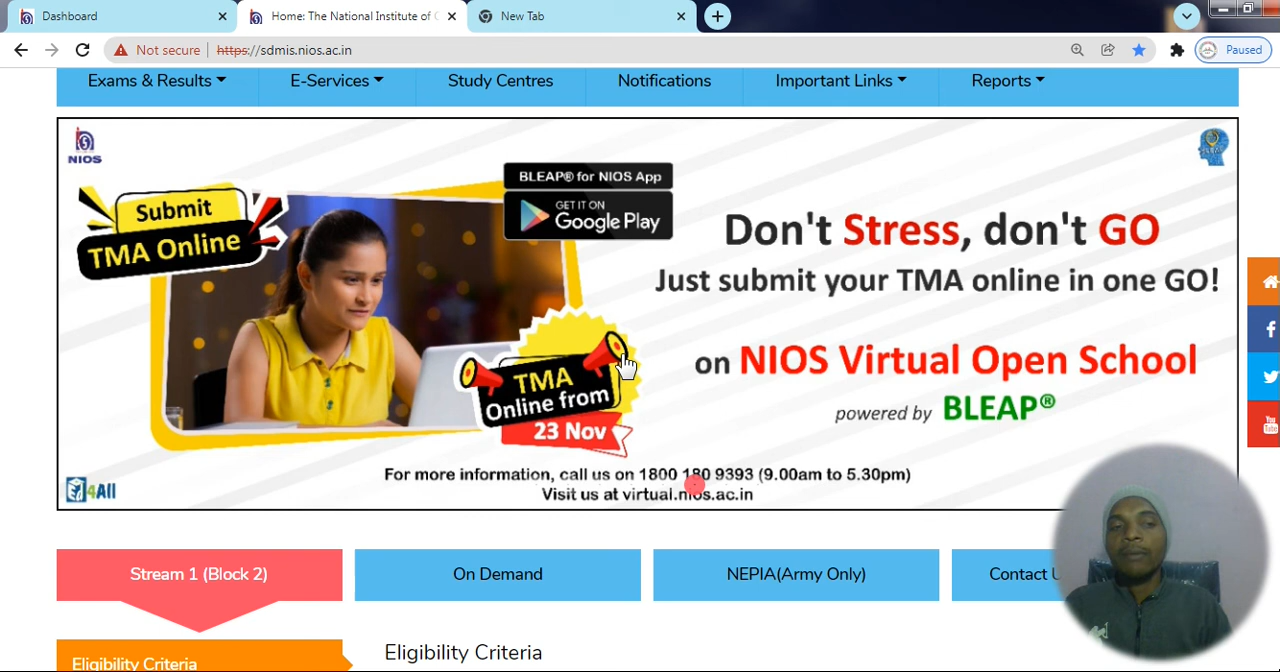 Dashboard
Home: The National Institute of O
New Tab
Not secure
https://sdmis.nios.ac.in
Paused
Exams & Results
E-Services
Study Centres
Notifications
Important Links
Reports
NIOS
Submit
TMA Online
BLEAP® for NIOS App
GET IT ON
Google Play
Don't Stress, don't GO
Just submit your TMA online in one GO!
on NIOS Virtual Open School
powered by BLEAP®
TMA
Online from
23 Nov
For more information, call us on 1800 180 9393 (9.00am to 5.30pm)
Visit us at virtual.nios.ac.in
4All
You
Tube
Stream 1 (Block 2)
On Demand
NEPIA(Army Only)
Contact U
Eligibility Criteria
Eligibility Criteria